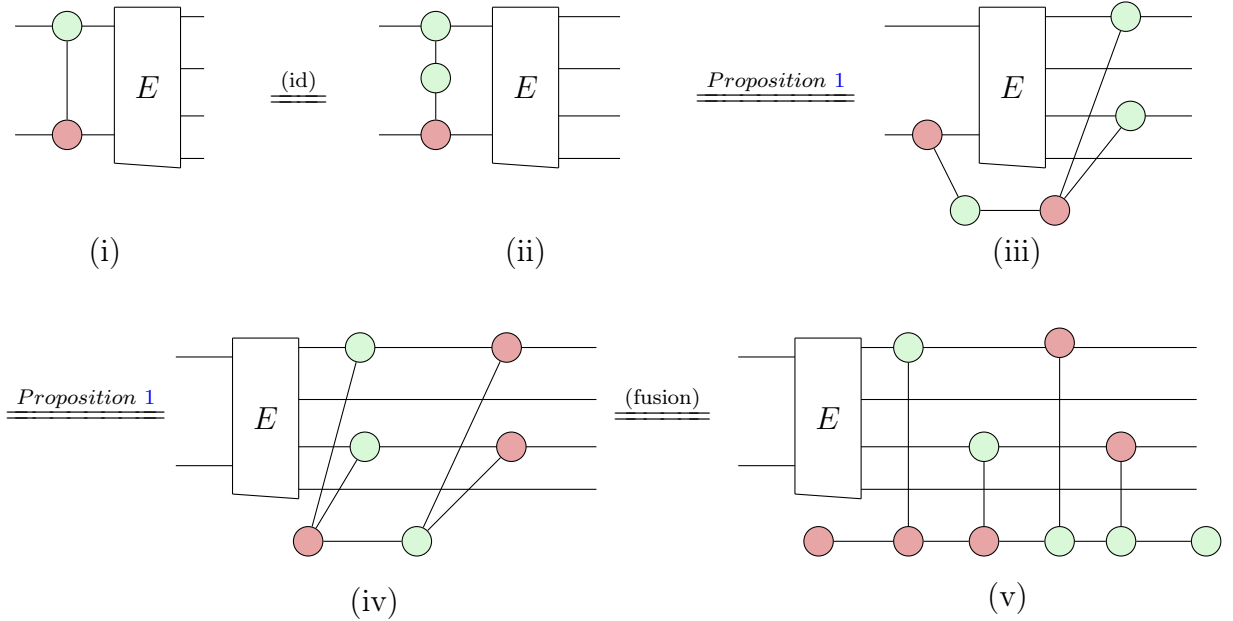 E
(id)
E
Proposition 1
E
(i)
(ii)
(iii)
Proposition 1
E
(fusion)
E
(iv)
(v)